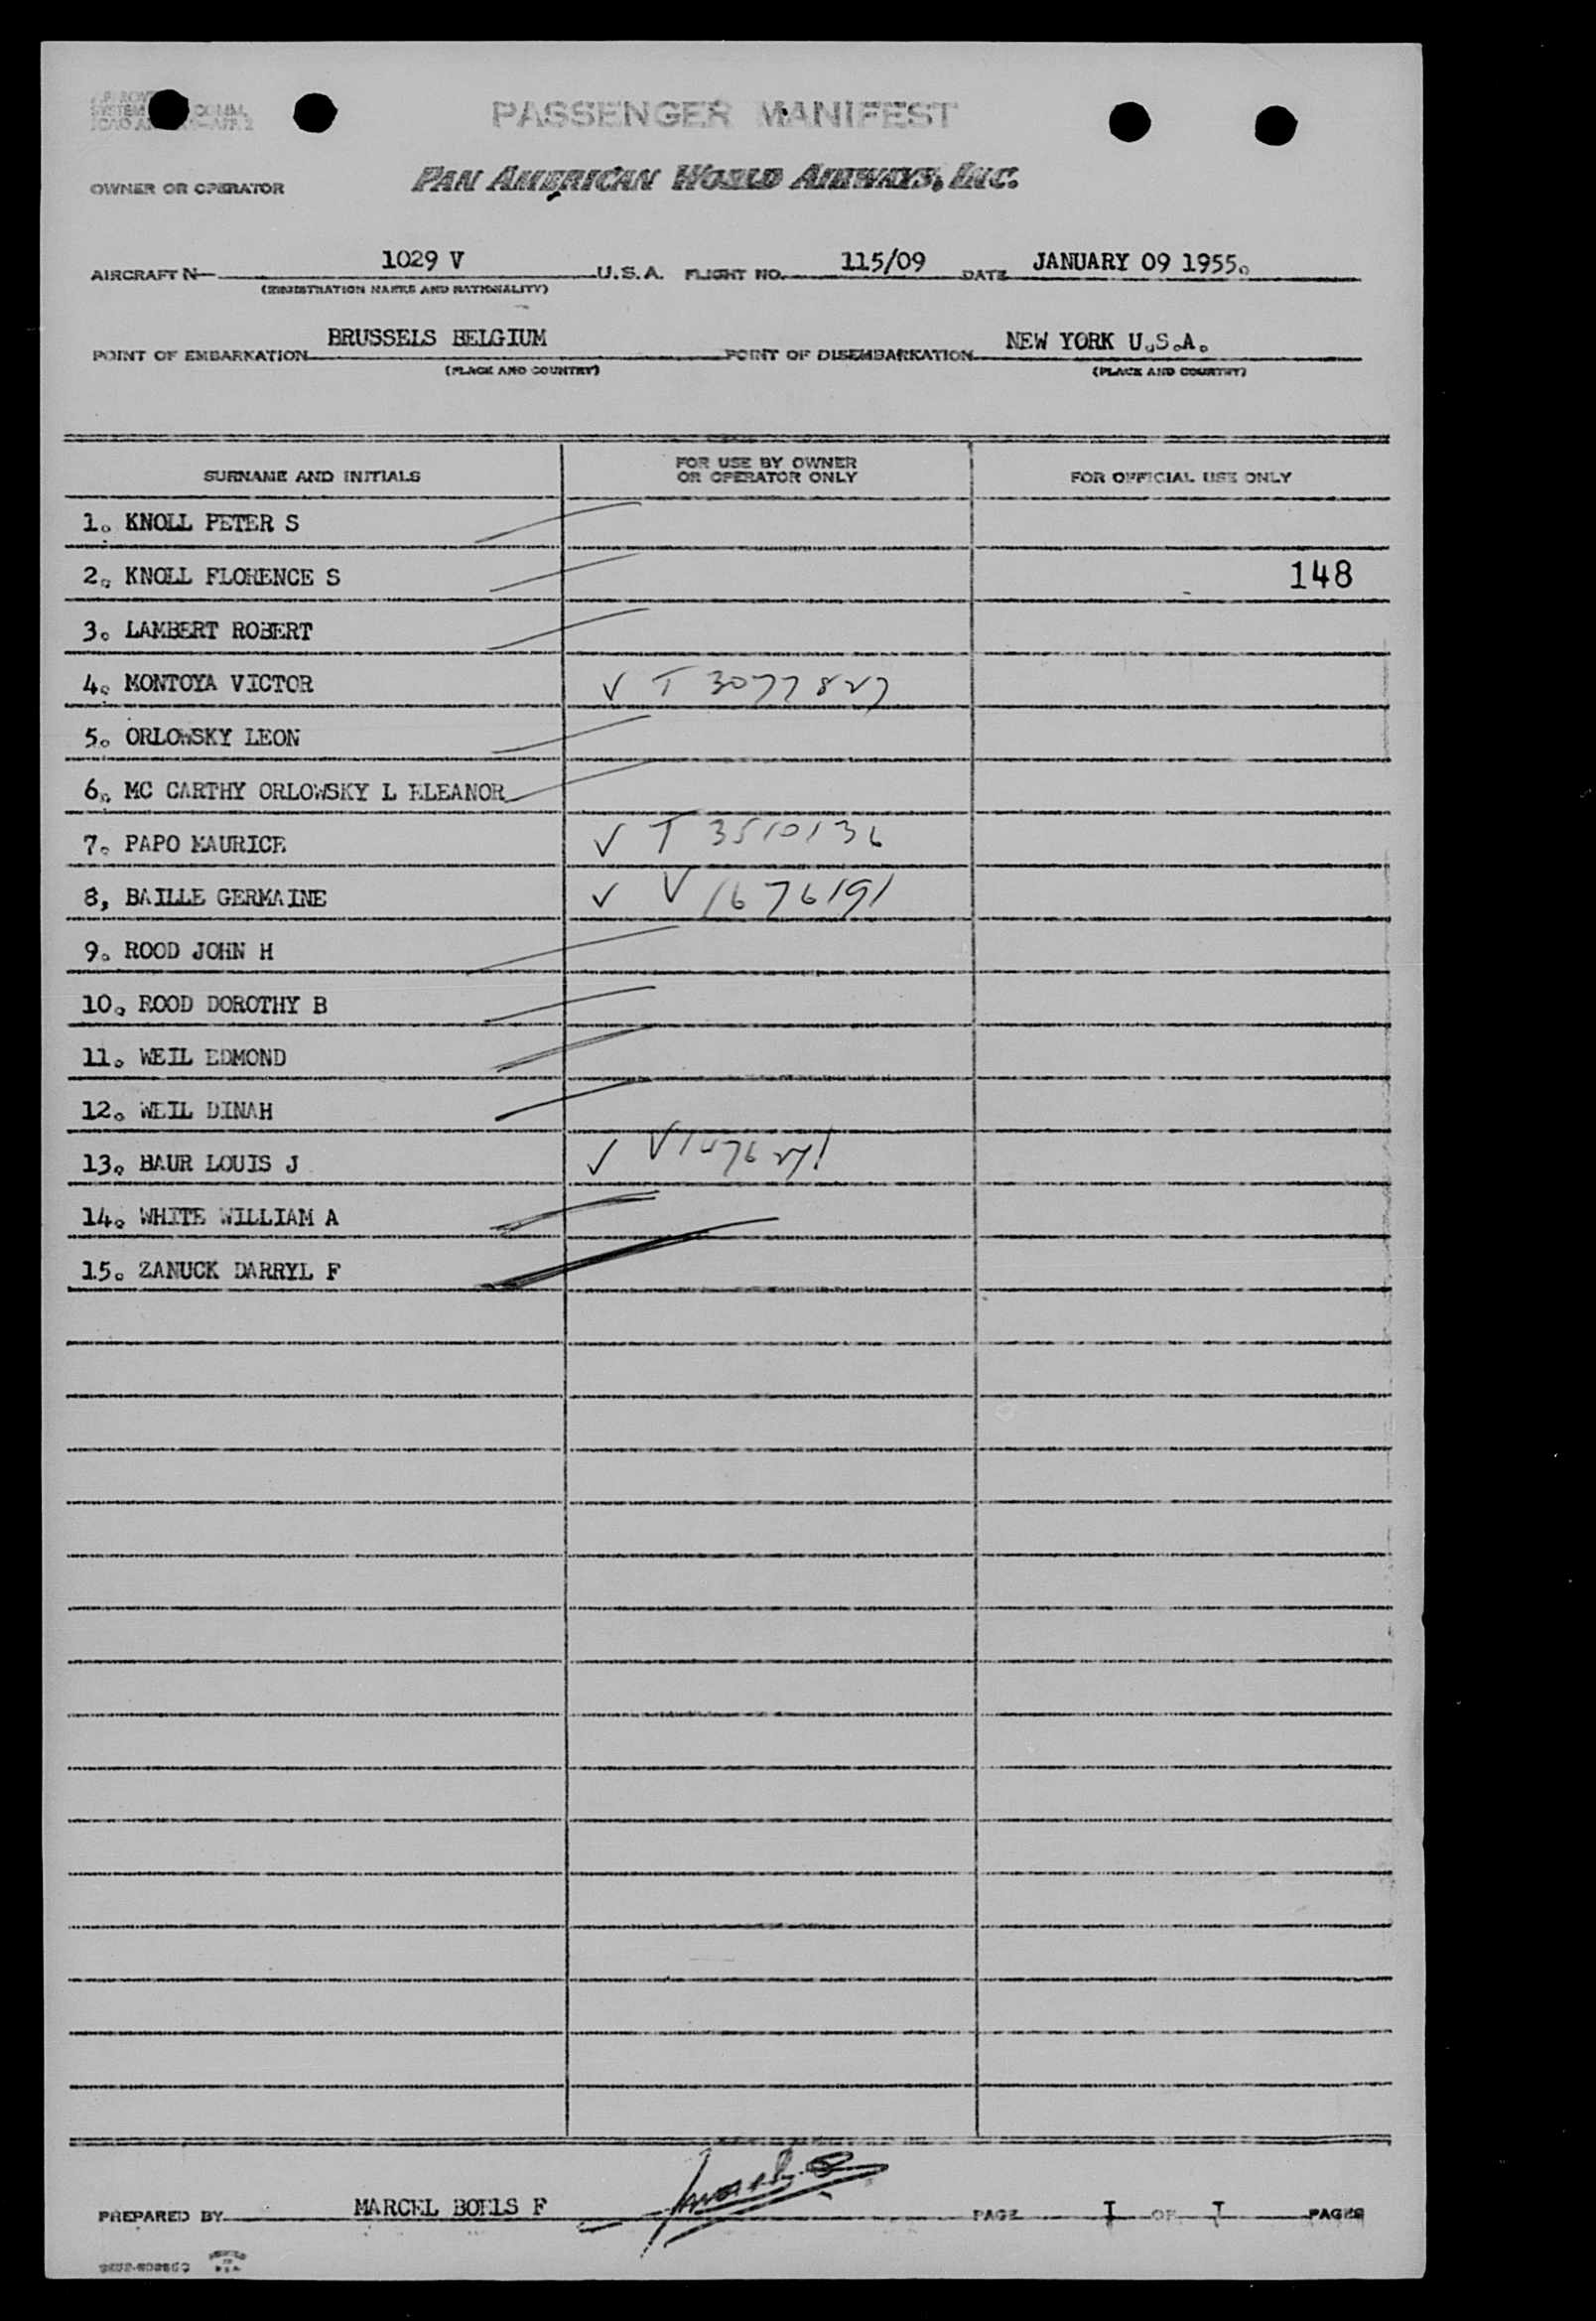 PASSENGER MANIFEST
OWNER OR OPERATOR PAN AMERICAN WORLD AIRWAYS, INC.
AIRCRAFT N 1029 V U.S.A. FLIGHT NO. 115/09 DATE JANUARY 09 1955.
(REGISTRATION MARKS AND NATIONALITY)
POINT OF EMBARKATION BRUSSELS BELGIUM POINT OF DISEMBARKATION NEW YORK U.S.A.
(PLACE AND COUNTRY) (PLACE AND COUNTRY)
SURNAME AND INITIALS FOR USE BY OWNER OR OPERATOR ONLY FOR OFFICIAL USE ONLY
1. KNOLL PETER S
2. KNOLL FLORENCE S 148
3. LAMBERT ROBERT
4. MONTOYA VICTOR √ T 3077827
5. ORLOWSKY LEON
6. MC CARTHY ORLOWSKY L ELEANOR
7. PAPO MAURICE √ T 3510136
8, BAILLE GERMAINE √ V 1676191
9. ROOD JOHN H
10. ROOD DOROTHY B
11. WEIL EDMOND
12. WEIL DINAH
13. BAUR LOUIS J √
14. WHITE WILLIAM A
15. ZANUCK DARRYL F
PREPARED BY MARCEL BOELS F PAGE I OF I PAGES